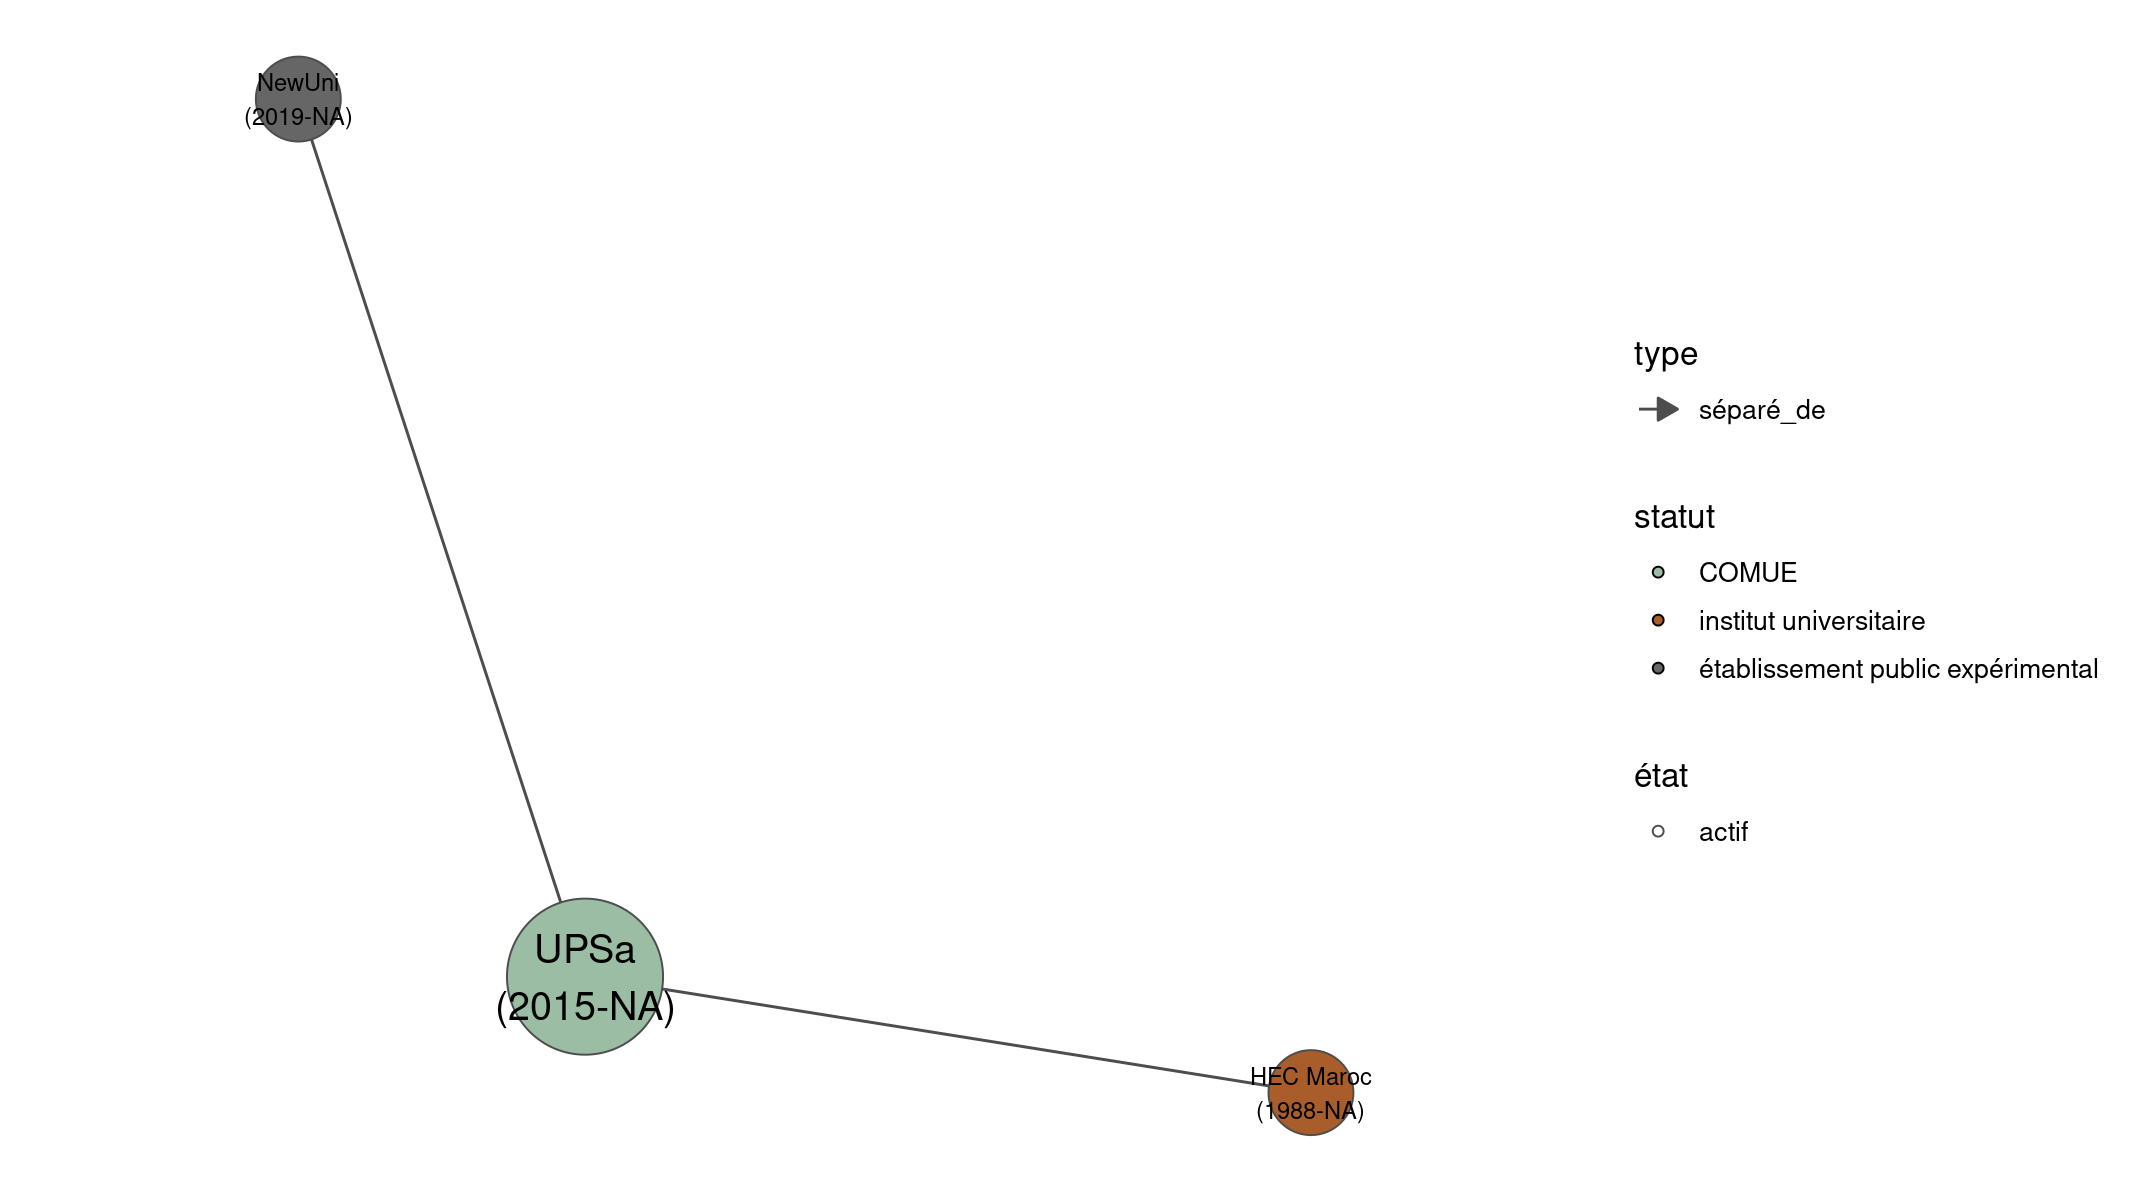 NewUni
(2019-NA)
UPSa
(2015-NA)
HEC Maroc
(1988-NA)
type
séparé_de
statut
COMUE
institut universitaire
établissement public expérimental
état
actif